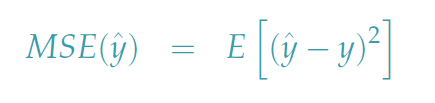 MSE(ŷ) = E[(ŷ − y)²]